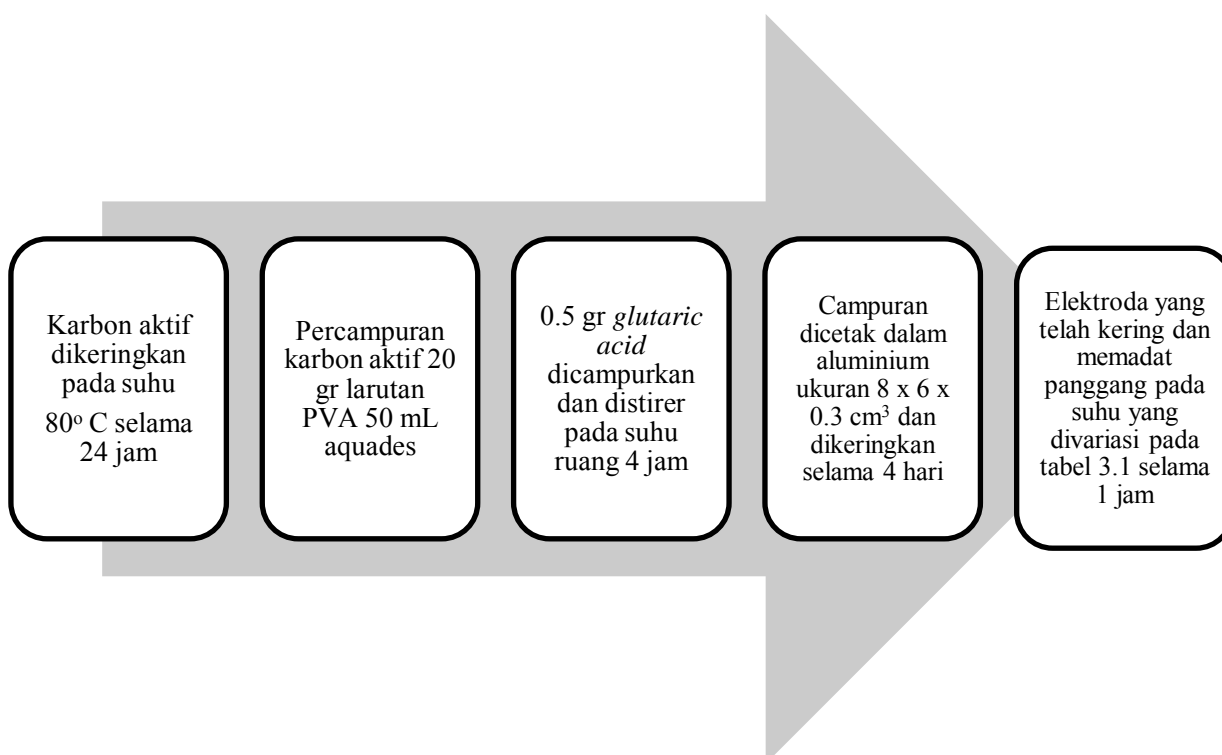 Karbon aktif
dikeringkan
pada suhu
80º C selama
24 jam
Percampuran
karbon aktif 20
gr larutan
PVA 50 mL
aquades
0.5 gr glutaric
acid
dicampurkan
dan distirer
pada suhu
ruang 4 jam
Campuran
dicetak dalam
aluminium
ukuran 8 x 6 x
0.3 cm³ dan
dikeringkan
selama 4 hari
Elektroda yang
telah kering dan
memadat
panggang pada
suhu yang
divariasi pada
tabel 3.1 selama
1 jam